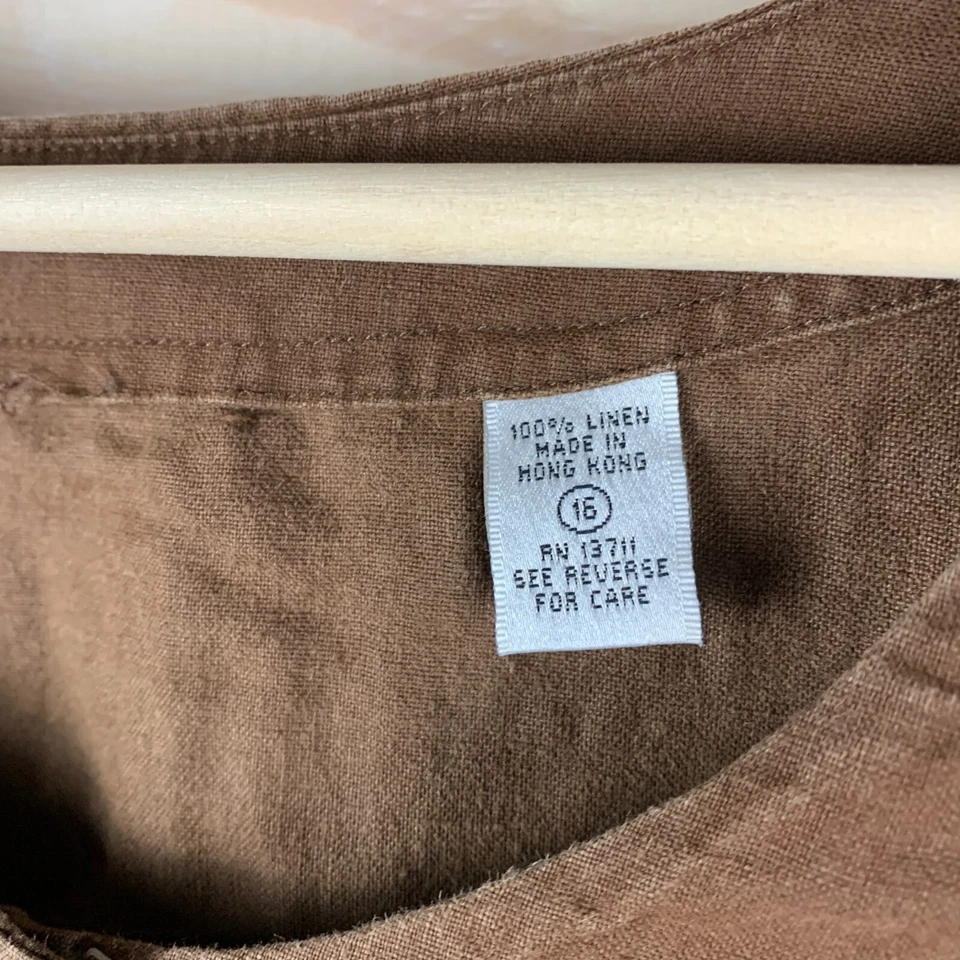 100% LINEN
MADE IN
HONG KONG
16
RN 13711
SEE REVERSE
FOR CARE